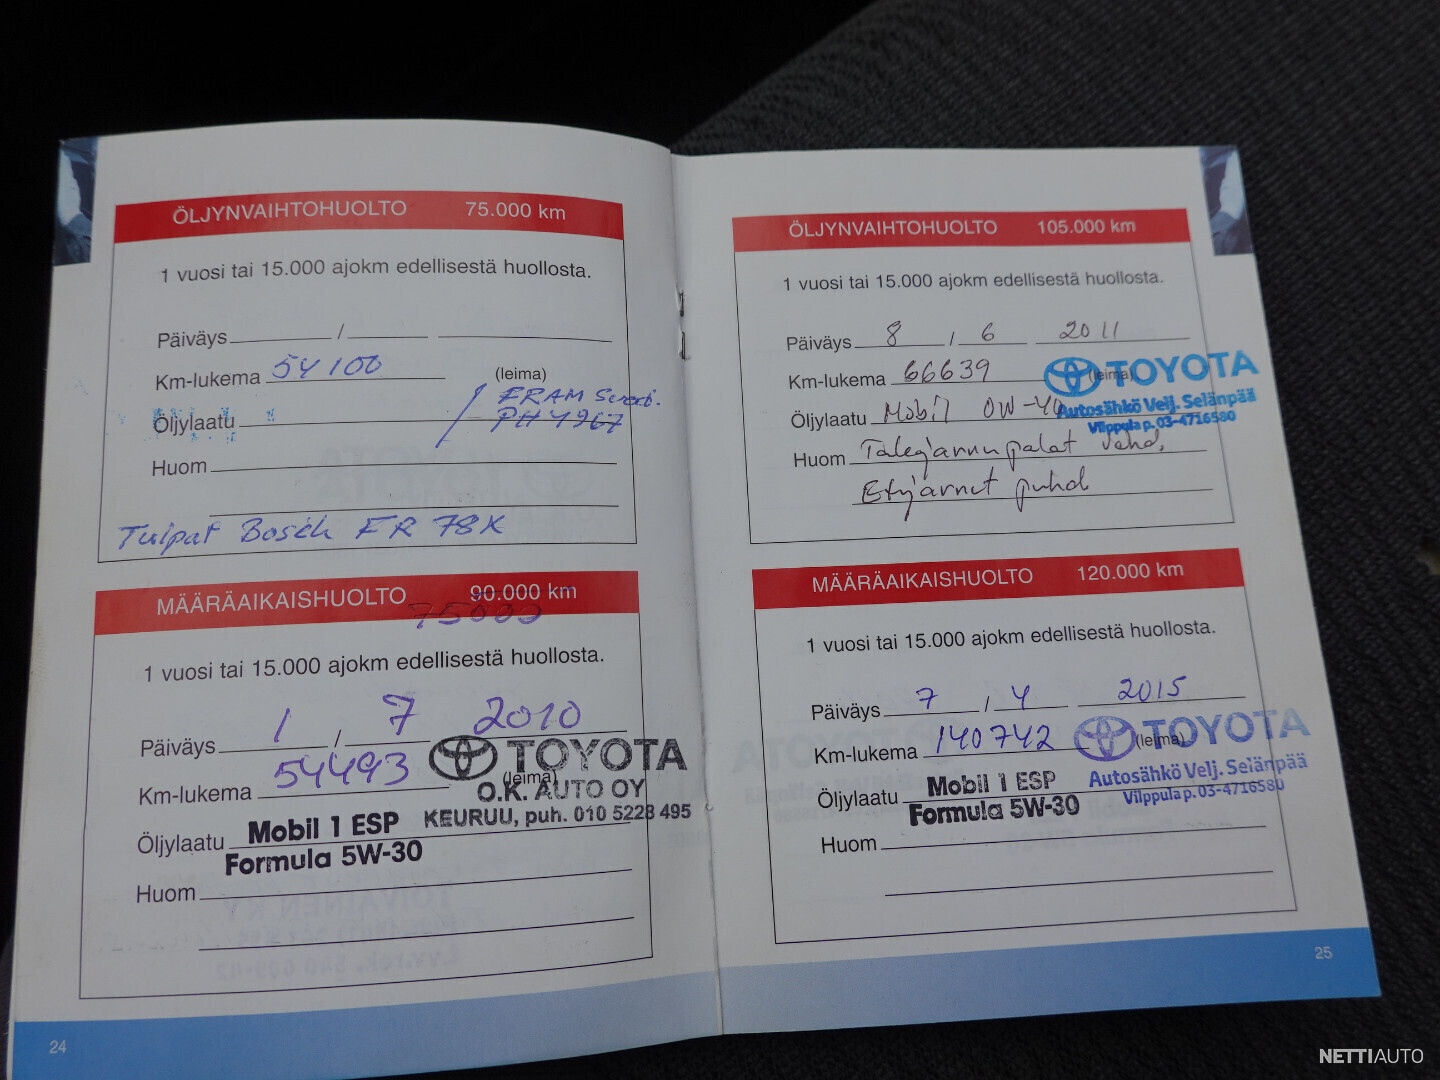 ÖLJYNVAIHTOHUOLTO 75.000 km
1 vuosi tai 15.000 ajokm edellisestä huollosta.
Päiväys /
Km-lukema 54100 (leima)
FRAM
Öljylaatu PH4967
Huom
Tulpat Bosch FR 78X
MÄÄRÄAIKAISHUOLTO 90.000 km
75000
1 vuosi tai 15.000 ajokm edellisestä huollosta.
Päiväys 1 / 7 2010
Km-lukema 54493 (leima)
TOYOTA
O.K. AUTO OY
KEURUU, puh. 010 5228 495
Öljylaatu Mobil 1 ESP
Formula 5W-30
Huom
24
ÖLJYNVAIHTOHUOLTO 105.000 km
1 vuosi tai 15.000 ajokm edellisestä huollosta.
Päiväys 8 / 6 2011
Km-lukema 66639 (leima)
TOYOTA
Autosähkö Velj. Selänpää
Vilppula p. 03-4716580
Öljylaatu Mobil 0W-40
Huom Takajarrupalat vaihd,
Etujarrut puhd
MÄÄRÄAIKAISHUOLTO 120.000 km
1 vuosi tai 15.000 ajokm edellisestä huollosta.
Päiväys 7 / 4 2015
Km-lukema 140742 (leima)
TOYOTA
Autosähkö Velj. Selänpää
Vilppula p. 03-4716580
Öljylaatu Mobil 1 ESP
Formula 5W-30
Huom
25
NETTIAUTO